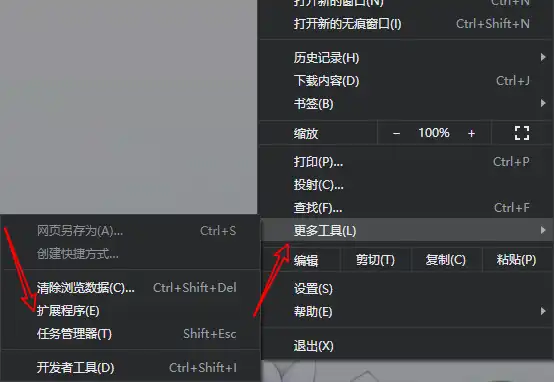 打开新的窗口(N) Ctrl+N
打开新的无痕窗口(I) Ctrl+Shift+N
历史记录(H)
下载内容(D) Ctrl+J
书签(B)
缩放 − 100% +
打印(P)... Ctrl+P
投射(C)...
查找(F)... Ctrl+F
更多工具(L)
编辑 剪切(T) 复制(C) 粘贴(P)
设置(S)
帮助(E)
退出(X)
网页另存为(A)... Ctrl+S
创建快捷方式...
清除浏览数据(C)... Ctrl+Shift+Del
扩展程序(E)
任务管理器(T) Shift+Esc
开发者工具(D) Ctrl+Shift+I